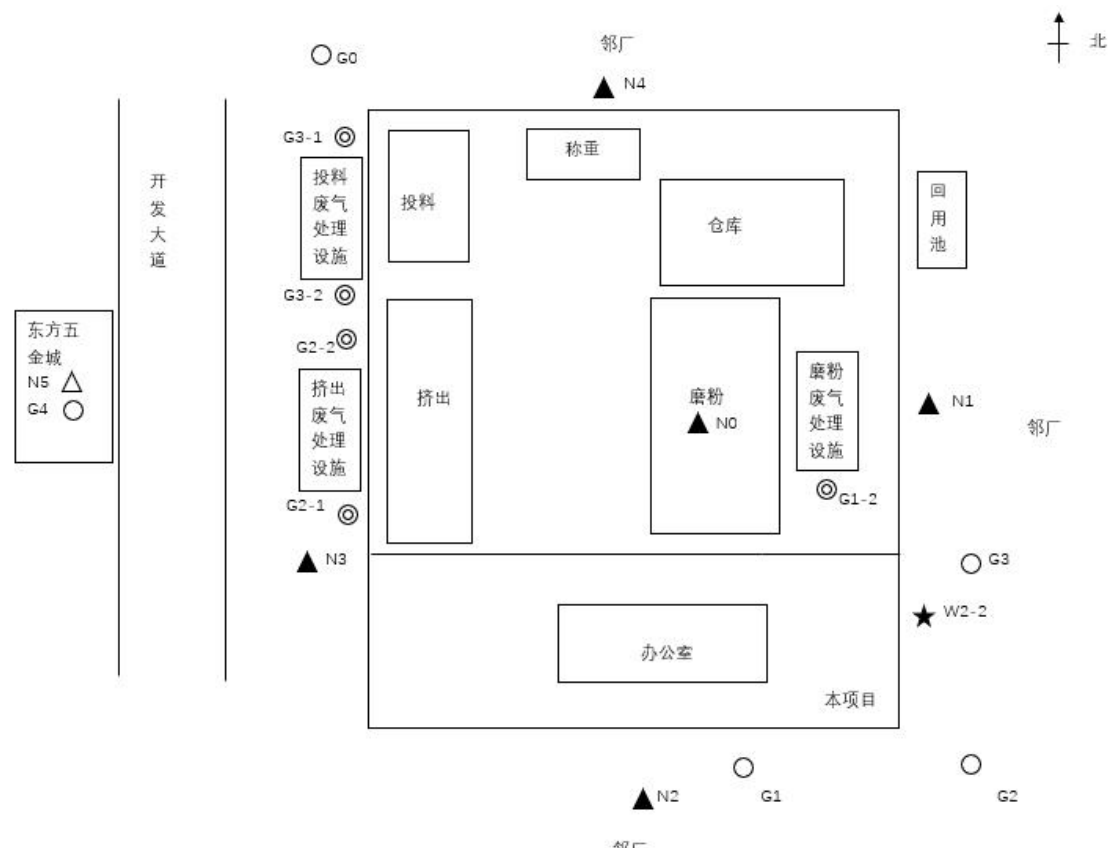 北
邻厂
G0
N4
G3-1
称重
投料
废气
处理
设施
投料
开
发
大
道
仓库
回
用
池
G3-2
东方五
金城
N5
G4
G2-2
挤出
废气
处理
设施
挤出
磨粉
N0
磨粉
废气
处理
设施
N1
邻厂
G2-1
G1-2
N3
G3
W2-2
办公室
本项目
N2
G1
G2
邻厂